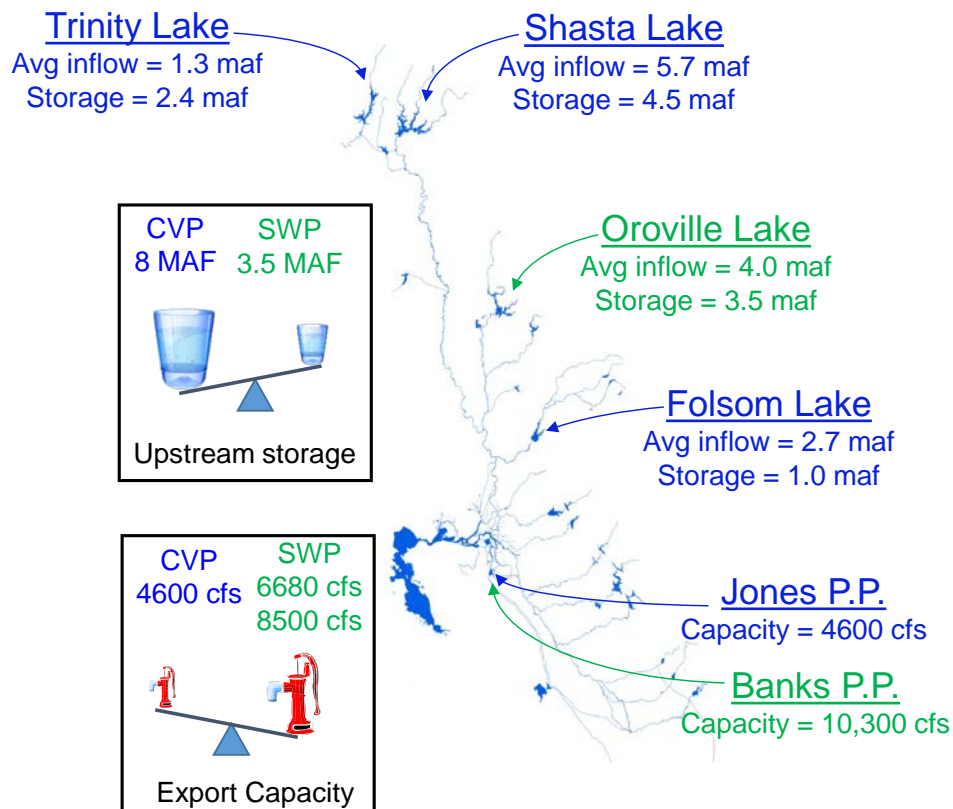 Trinity Lake
Avg inflow = 1.3 maf
Storage = 2.4 maf
Shasta Lake
Avg inflow = 5.7 maf
Storage = 4.5 maf
CVP
8 MAF
SWP
3.5 MAF
Upstream storage
Oroville Lake
Avg inflow = 4.0 maf
Storage = 3.5 maf
Folsom Lake
Avg inflow = 2.7 maf
Storage = 1.0 maf
CVP
4600 cfs
SWP
6680 cfs
8500 cfs
Export Capacity
Jones P.P.
Capacity = 4600 cfs
Banks P.P.
Capacity = 10,300 cfs